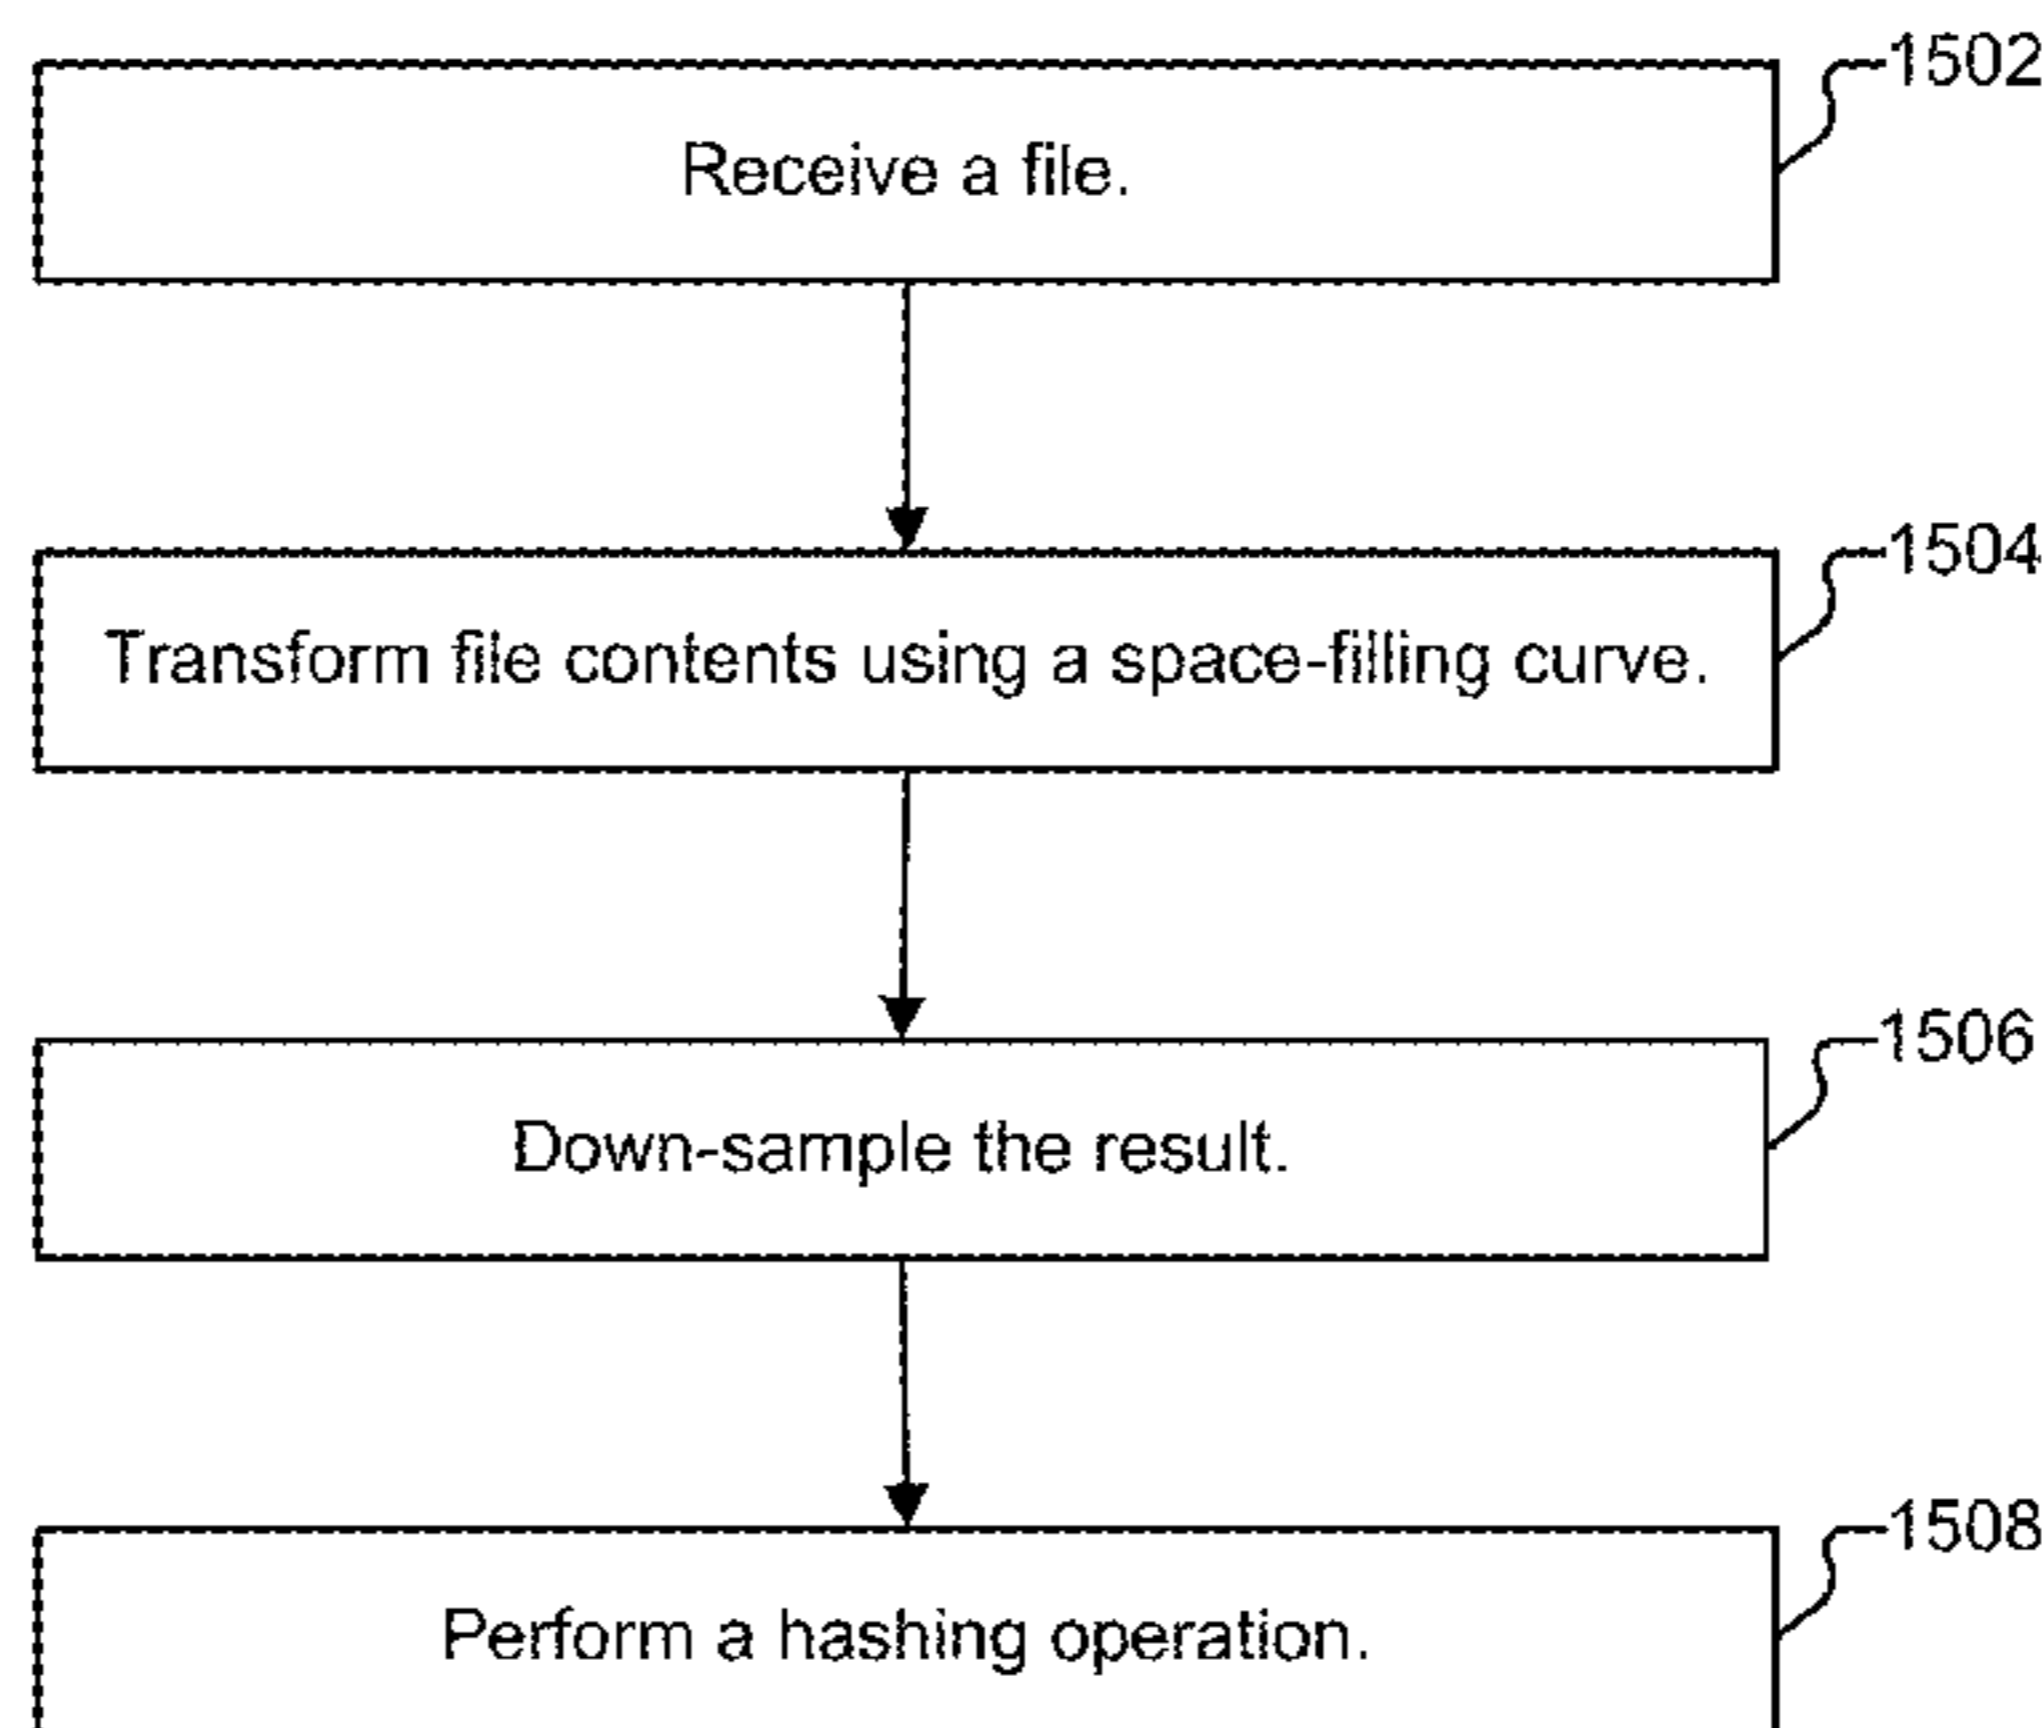 1502
Receive a file.
1504
Transform file contents using a space-filling curve.
1506
Down-sample the result.
1508
Perform a hashing operation.